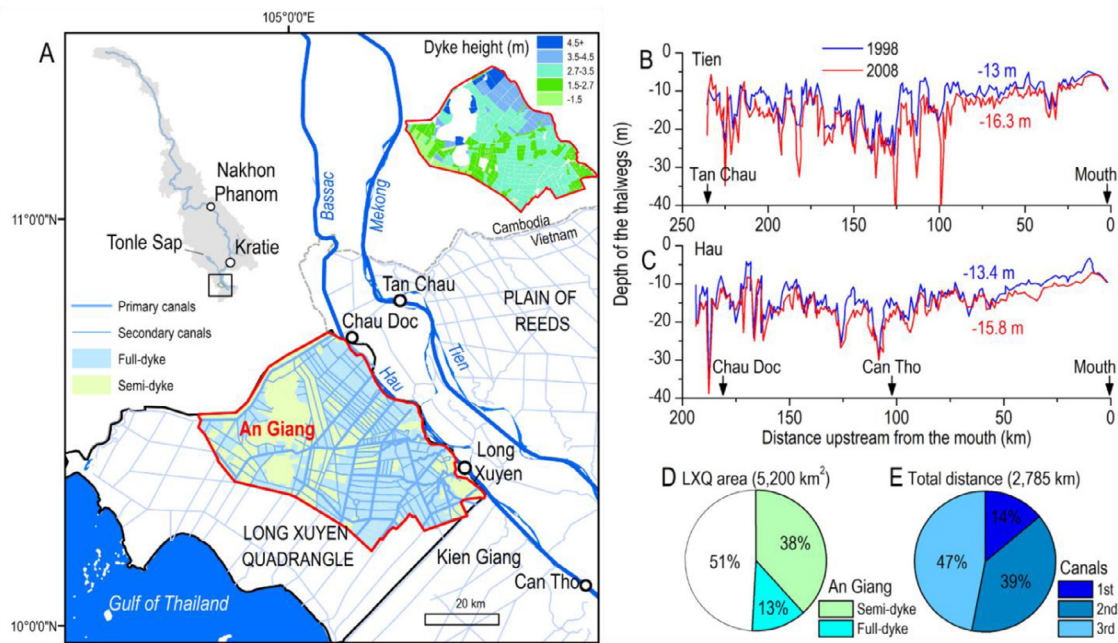 105°0'0"E
A
Dyke height (m)
4.5+
3.5-4.5
2.7-3.5
1.5-2.7
-1.5
Nakhon
Phanom
Tonle Sap
Kratie
Bassac
Mekong
11°0'0"N
Cambodia
Vietnam
Primary canals
Secondary canals
Full-dyke
Semi-dyke
Tan Chau
Chau Doc
PLAIN OF
REEDS
Hau
Tien
An Giang
Long
Xuyen
LONG XUYEN
QUADRANGLE
Kien Giang
Can Tho
Gulf of Thailand
20 km
10°0'0"N
B
Tien
1998
2008
-13 m
-16.3 m
0
-10
-20
-30
-40
Tan Chau
Mouth
250
200
150
100
50
0
Depth of the thalwegs (m)
C
Hau
-13.4 m
-15.8 m
0
-10
-20
-30
-40
Chau Doc
Can Tho
Mouth
200
150
100
50
0
Distance upstream from the mouth (km)
D LXQ area (5,200 km²)
51%
38%
13%
An Giang
Semi-dyke
Full-dyke
E Total distance (2,785 km)
14%
47%
39%
Canals
1st
2nd
3rd